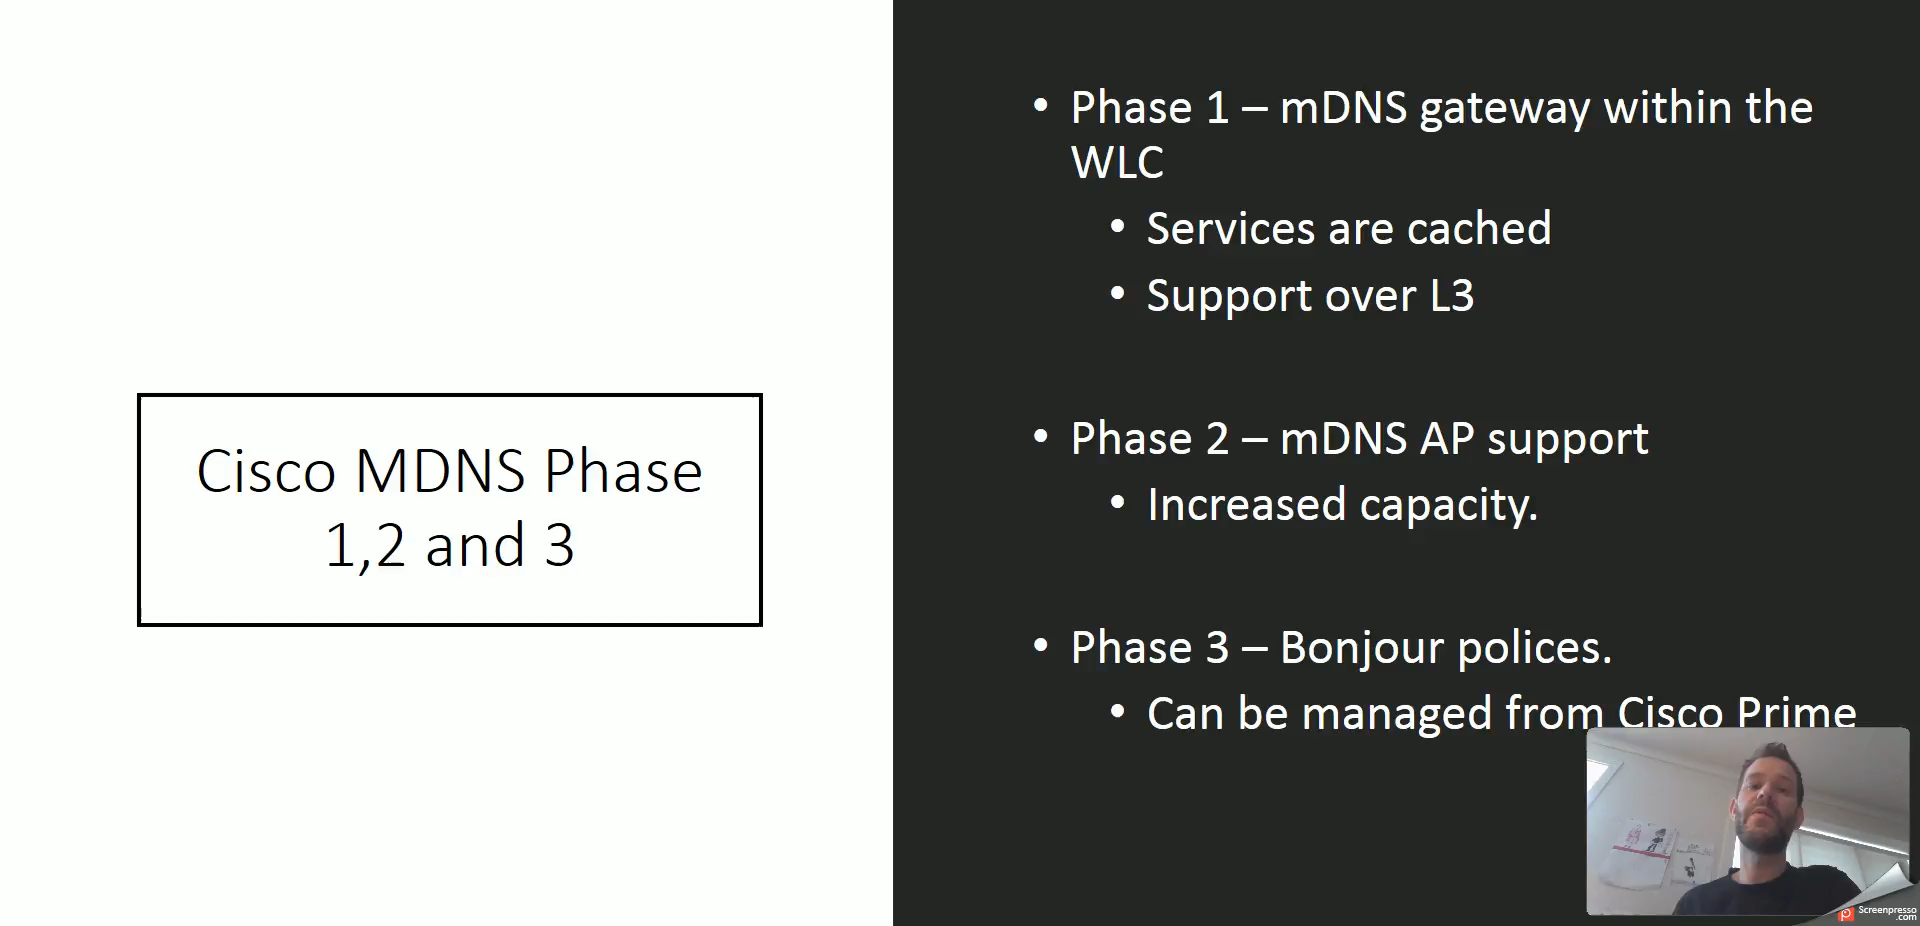 Cisco MDNS Phase
1,2 and 3
• Phase 1 – mDNS gateway within the
WLC
• Services are cached
• Support over L3
• Phase 2 – mDNS AP support
• Increased capacity.
• Phase 3 – Bonjour polices.
• Can be managed from Cisco Prime
Screenpresso
.com